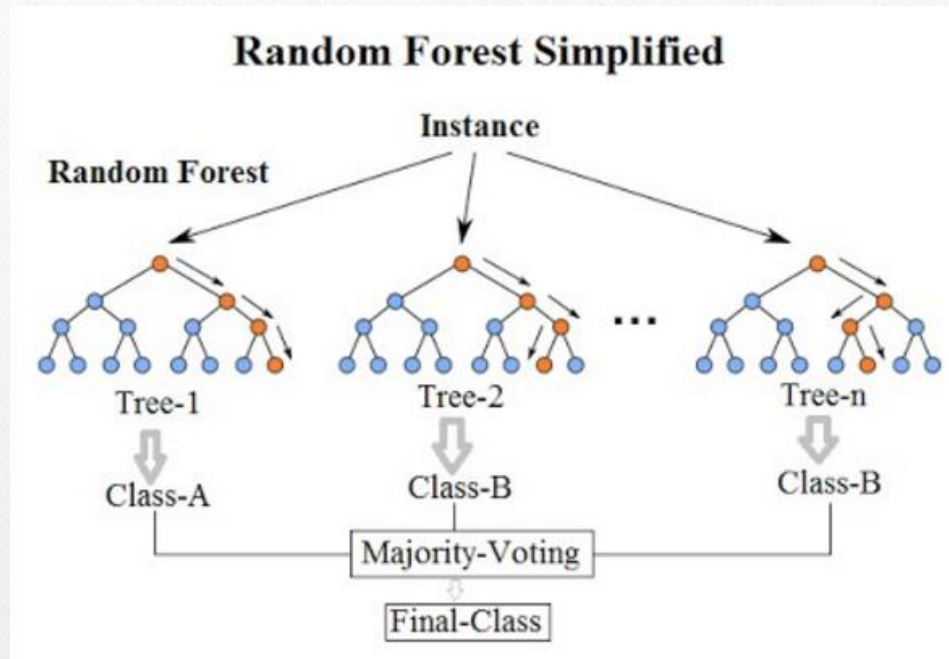 Random Forest Simplified
Instance
Random Forest
...
Tree-1
Tree-2
Tree-n
Class-A
Class-B
Class-B
Majority-Voting
Final-Class